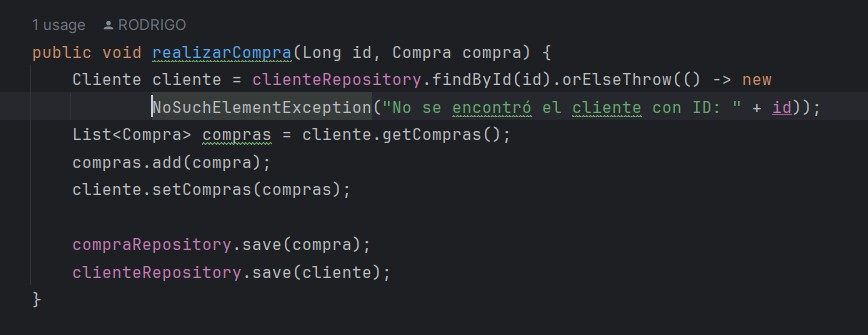 1 usage RODRIGO
public void realizarCompra(Long id, Compra compra) {
Cliente cliente = clienteRepository.findById(id).orElseThrow(() -> new
NoSuchElementException("No se encontró el cliente con ID: " + id));
List<Compra> compras = cliente.getCompras();
compras.add(compra);
cliente.setCompras(compras);
compraRepository.save(compra);
clienteRepository.save(cliente);
}